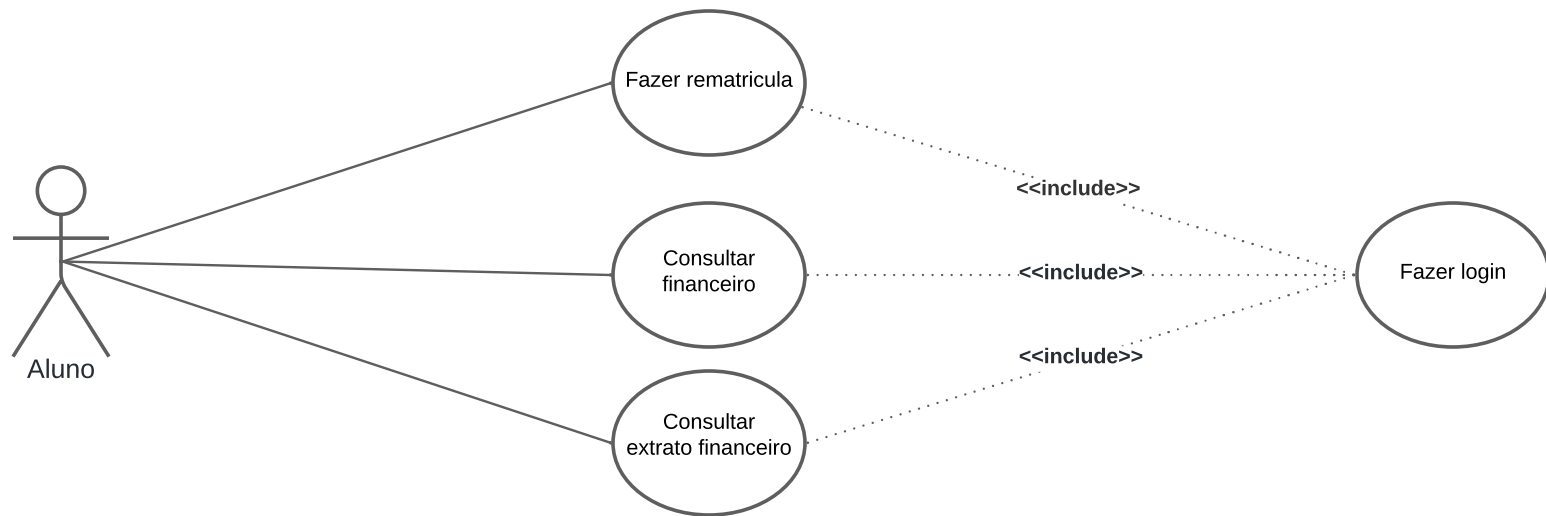 Fazer rematricula
<<include>>
Consultar
financeiro
<<include>>
Fazer login
<<include>>
Aluno
Consultar
extrato financeiro